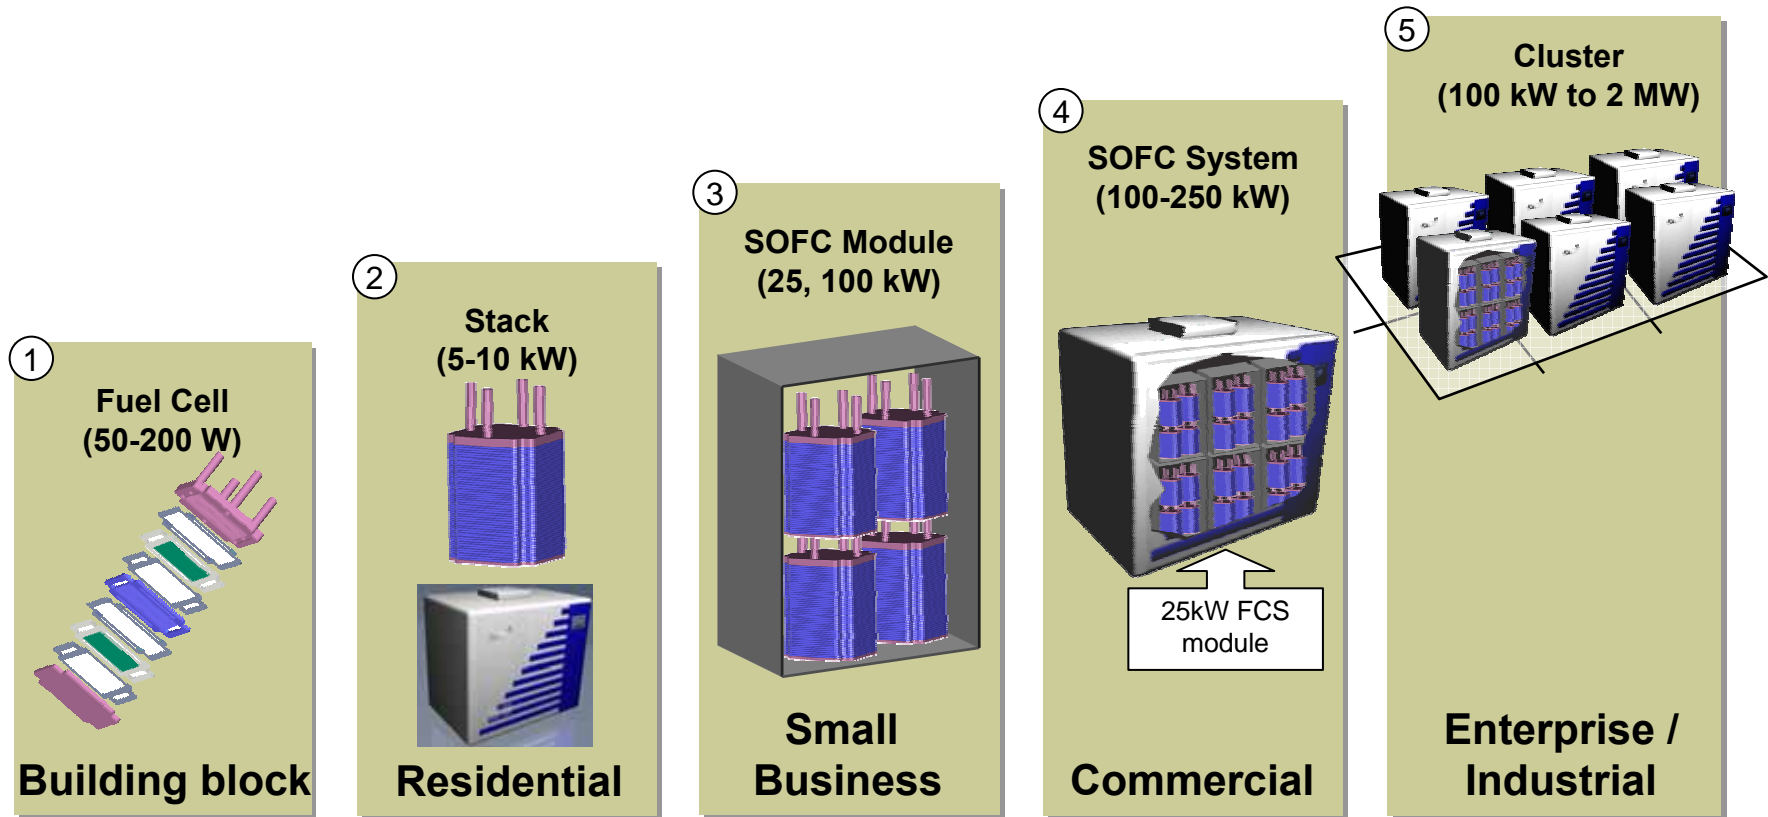 1
Fuel Cell
(50-200 W)
Building block
2
Stack
(5-10 kW)
Residential
3
SOFC Module
(25, 100 kW)
Small
Business
4
SOFC System
(100-250 kW)
25kW FCS
module
Commercial
5
Cluster
(100 kW to 2 MW)
Enterprise /
Industrial